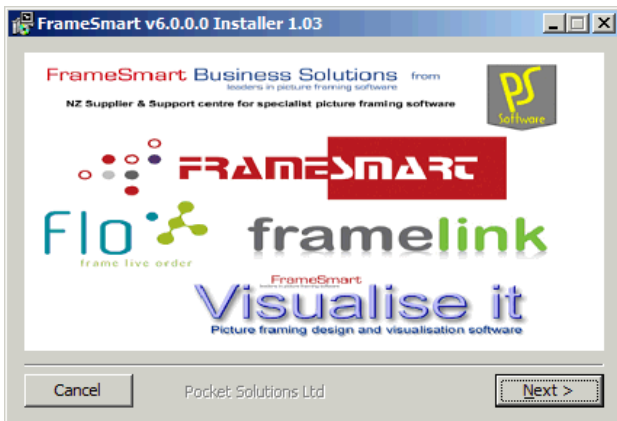 FrameSmart v6.0.0.0 Installer 1.03
FrameSmart Business Solutions from
leaders in picture framing software
NZ Supplier & Support centre for specialist picture framing software
PS
Software
FRAMESMART
Flo
frame live order
framelink
FrameSmart
leaders in picture framing software
Visualise it
Picture framing design and visualisation software
Cancel
Pocket Solutions Ltd
Next >